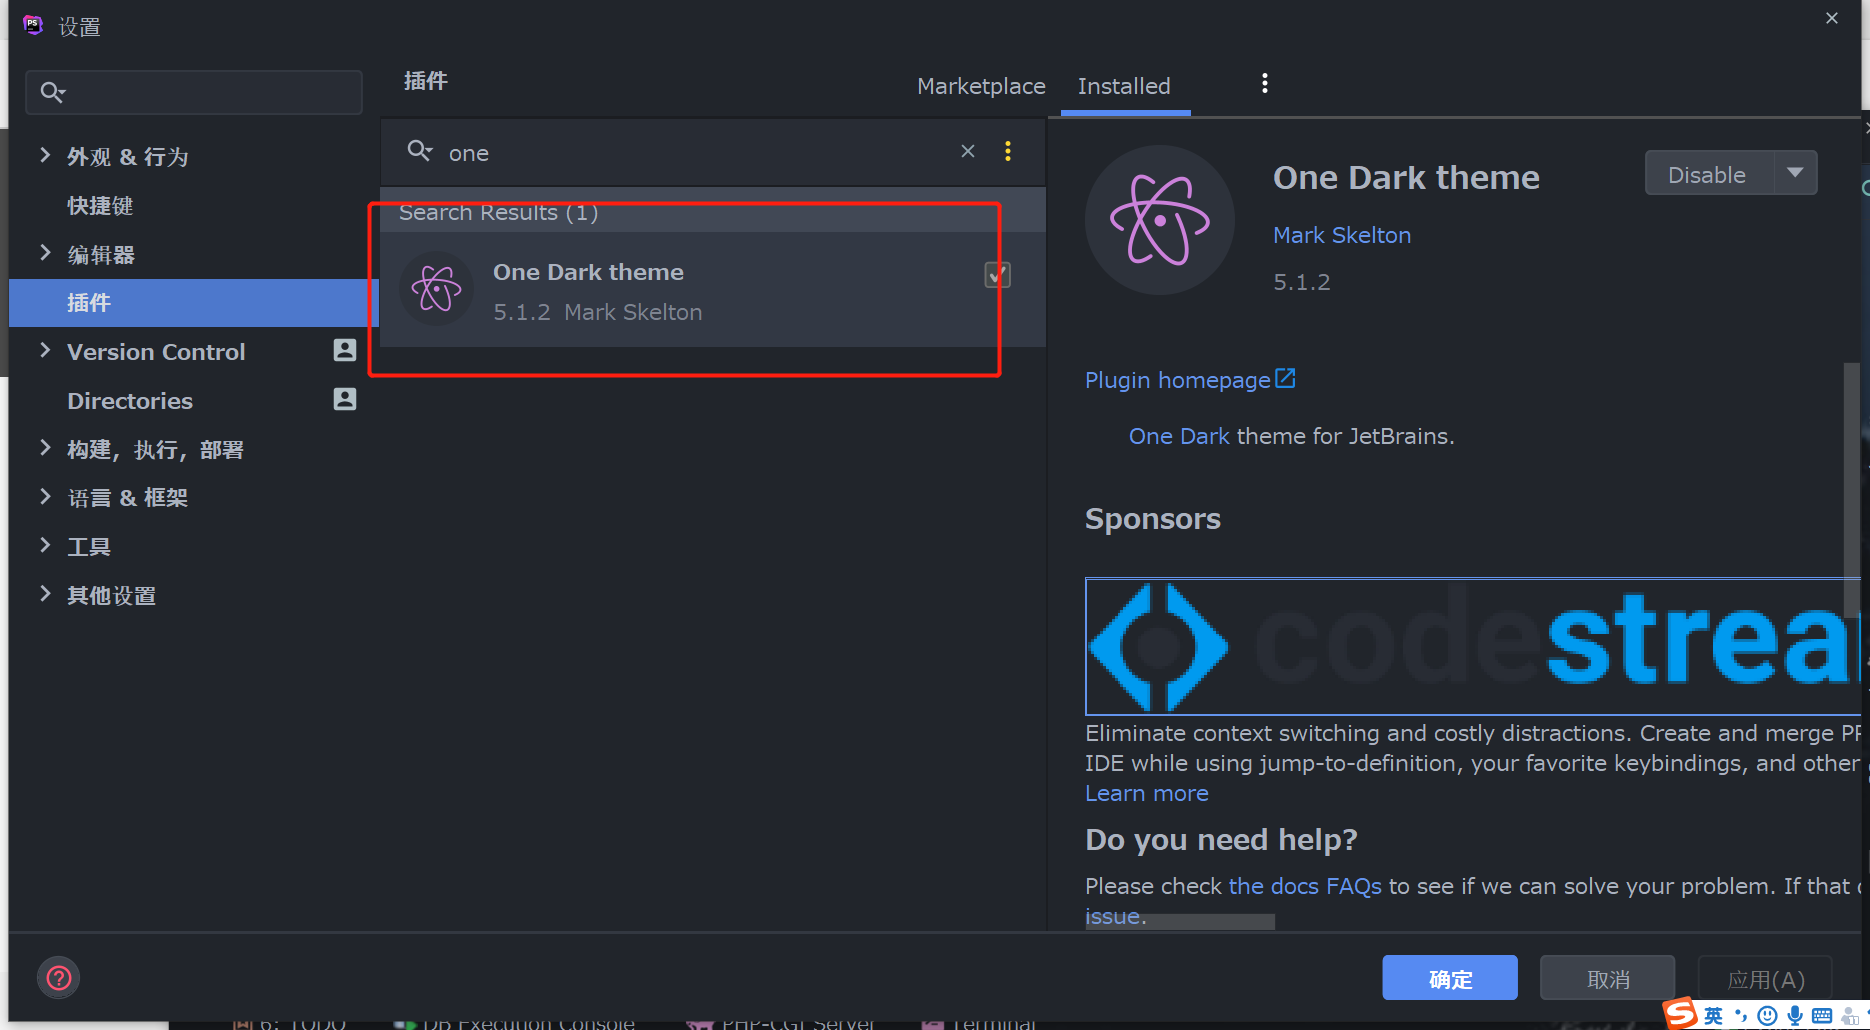 设置
外观 & 行为
快捷键
编辑器
插件
Version Control
Directories
构建，执行，部署
语言 & 框架
工具
其他设置
插件
Marketplace
Installed
one
Search Results (1)
One Dark theme
5.1.2 Mark Skelton
One Dark theme
Disable
Mark Skelton
5.1.2
Plugin homepage
One Dark theme for JetBrains.
Sponsors
codestrea
Eliminate context switching and costly distractions. Create and merge PR
IDE while using jump-to-definition, your favorite keybindings, and other
Learn more
Do you need help?
Please check the docs FAQs to see if we can solve your problem. If that
issue.
确定
取消
应用(A)
6: TODO
DB Execution Console
PHP-CGI Server
Terminal
英